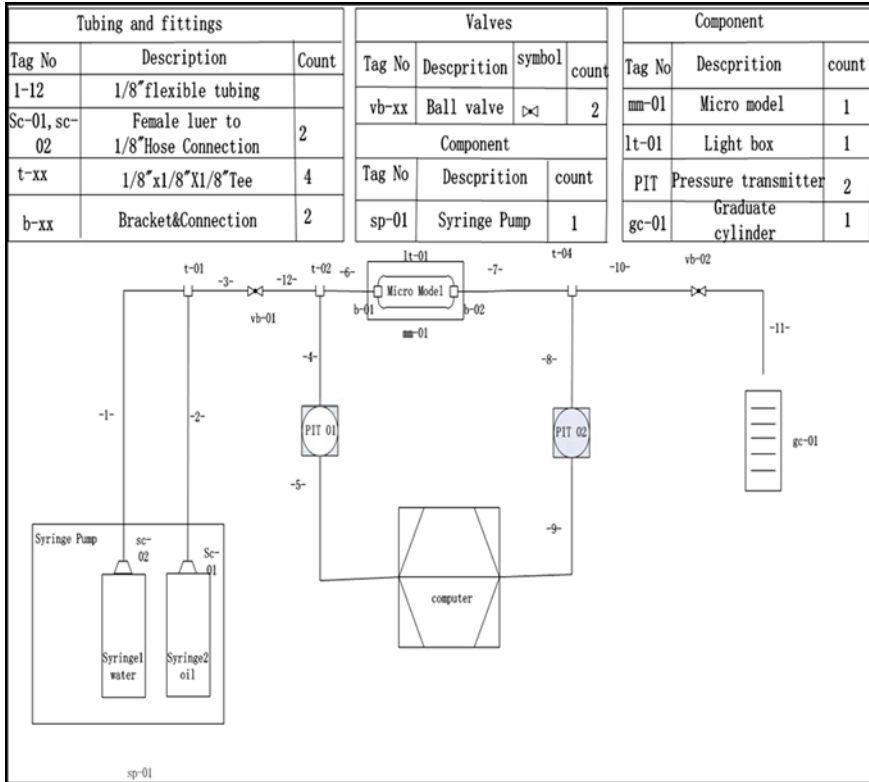 Tubing and fittings
Tag No Description Count
1-12 1/8"flexible tubing
Sc-01,sc-02 Female luer to 1/8"Hose Connection 2
t-xx 1/8"x1/8"X1/8"Tee 4
b-xx Bracket&Connection 2
Valves
Tag No Descprition symbol count
vb-xx Ball valve 2
Component
Tag No Descprition count
sp-01 Syringe Pump 1
Component
Tag No Descprition count
mm-01 Micro model 1
lt-01 Light box 1
PIT Pressure transmitter 2
gc-01 Graduate cylinder 1
lt-01
t-01 -3- -12- t-02 -6- Micro Model -7- t-04 -10- vb-02
vb-01 b-01 b-02
mm-01
-11-
-4- -8-
-1- -2-
PIT 01 PIT 02 gc-01
-5- -9-
Syringe Pump sc-02 Sc-01
computer
Syringe1 water
Syringe2 oil
sp-01